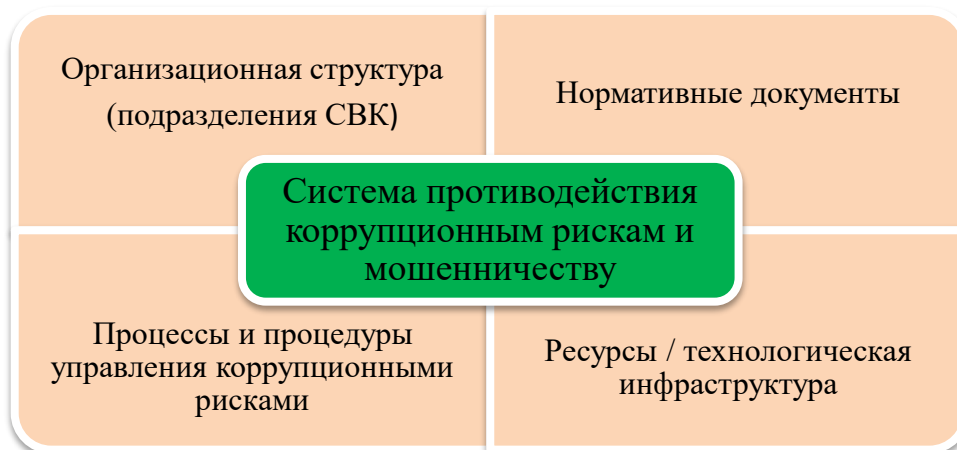 Организационная структура
(подразделения СВК)
Нормативные документы
Система противодействия
коррупционным рискам и
мошенничеству
Процессы и процедуры
управления коррупционными
рисками
Ресурсы / технологическая
инфраструктура